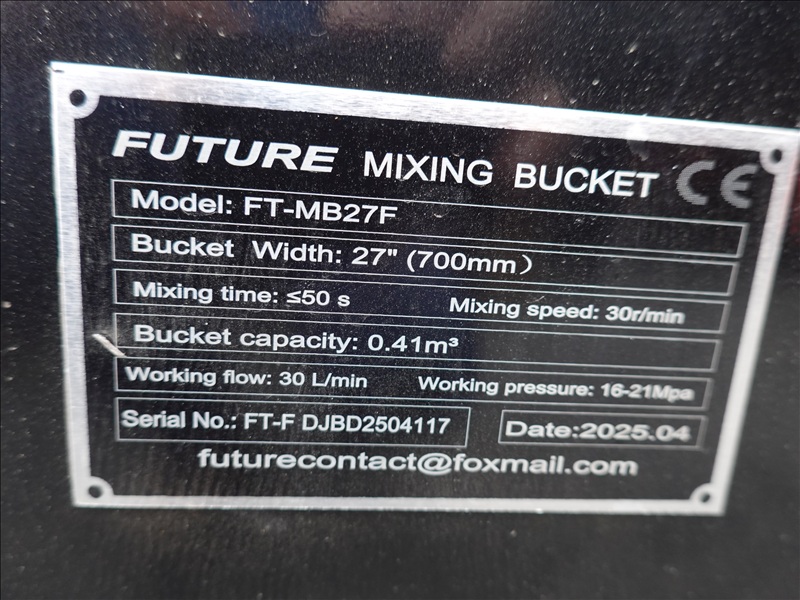 FUTURE MIXING BUCKET CE
Model: FT-MB27F
Bucket Width: 27" (700mm）
Mixing time: ≤50 s Mixing speed: 30r/min
Bucket capacity: 0.41m³
Working flow: 30 L/min Working pressure: 16-21Mpa
Serial No.: FT-F DJBD2504117 Date:2025.04
futurecontact@foxmail.com